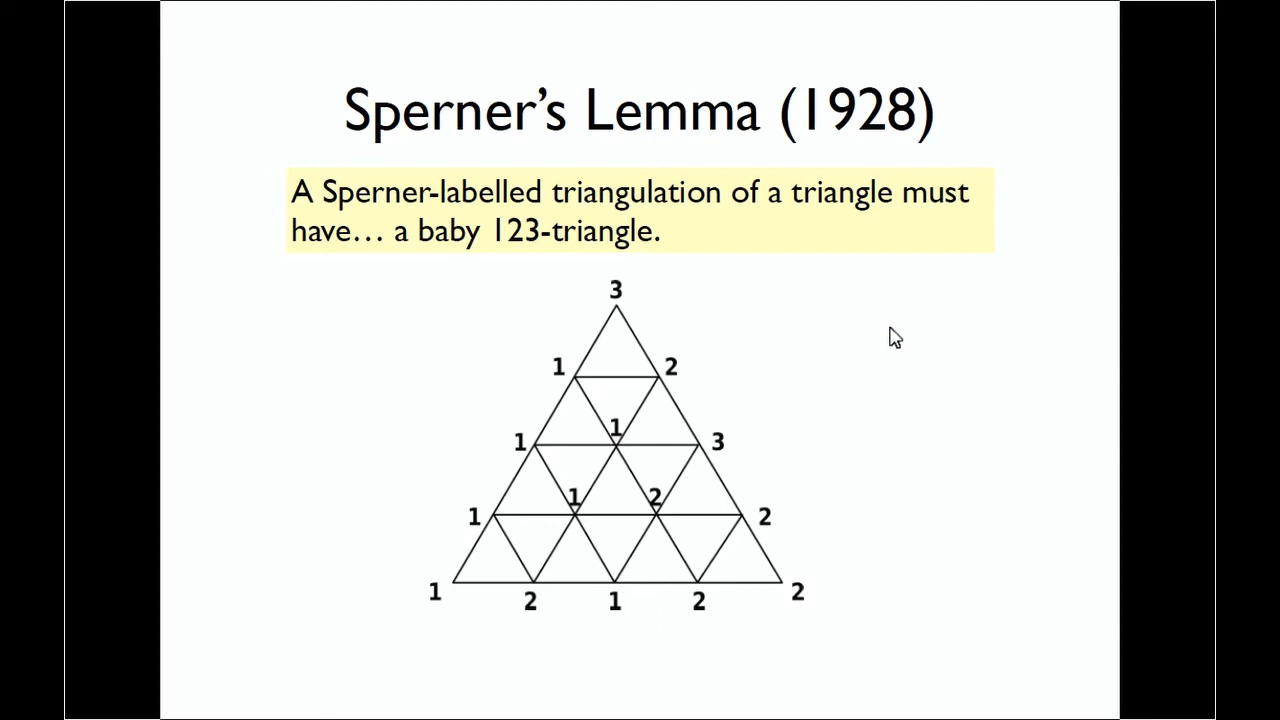 Sperner’s Lemma (1928)
A Sperner-labelled triangulation of a triangle must
have… a baby 123-triangle.
3
1 2
1
1 3
1 2
1 2
1 2
2 1 2